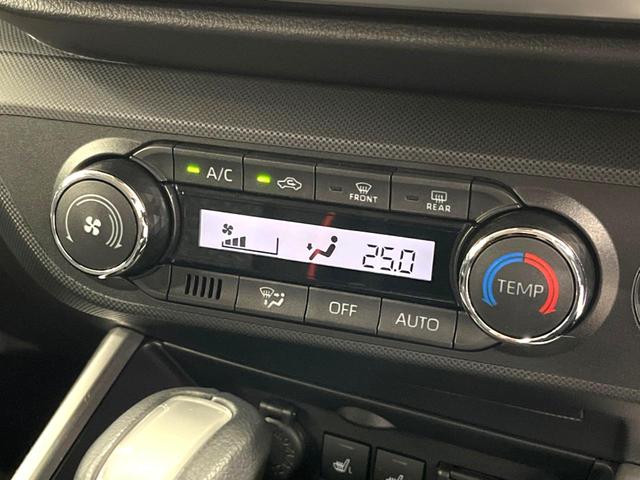 A/C
FRONT
REAR
25.0
TEMP
OFF
AUTO
L